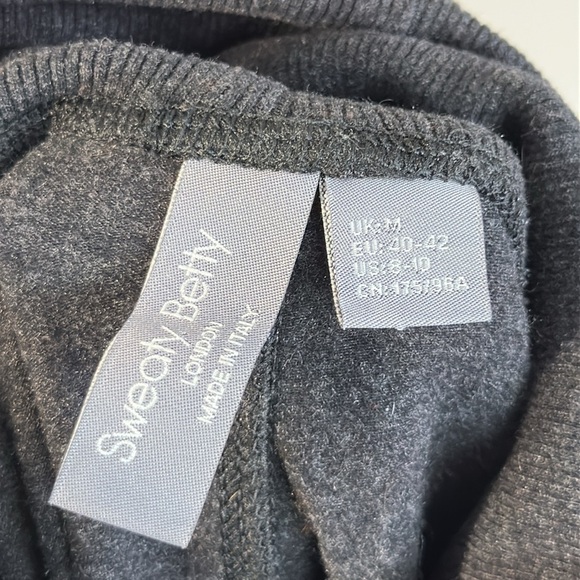 Sweaty Betty
LONDON
MADE IN ITALY
UK: M
EU: 40-42
US: 8-10
CN: 175/96A